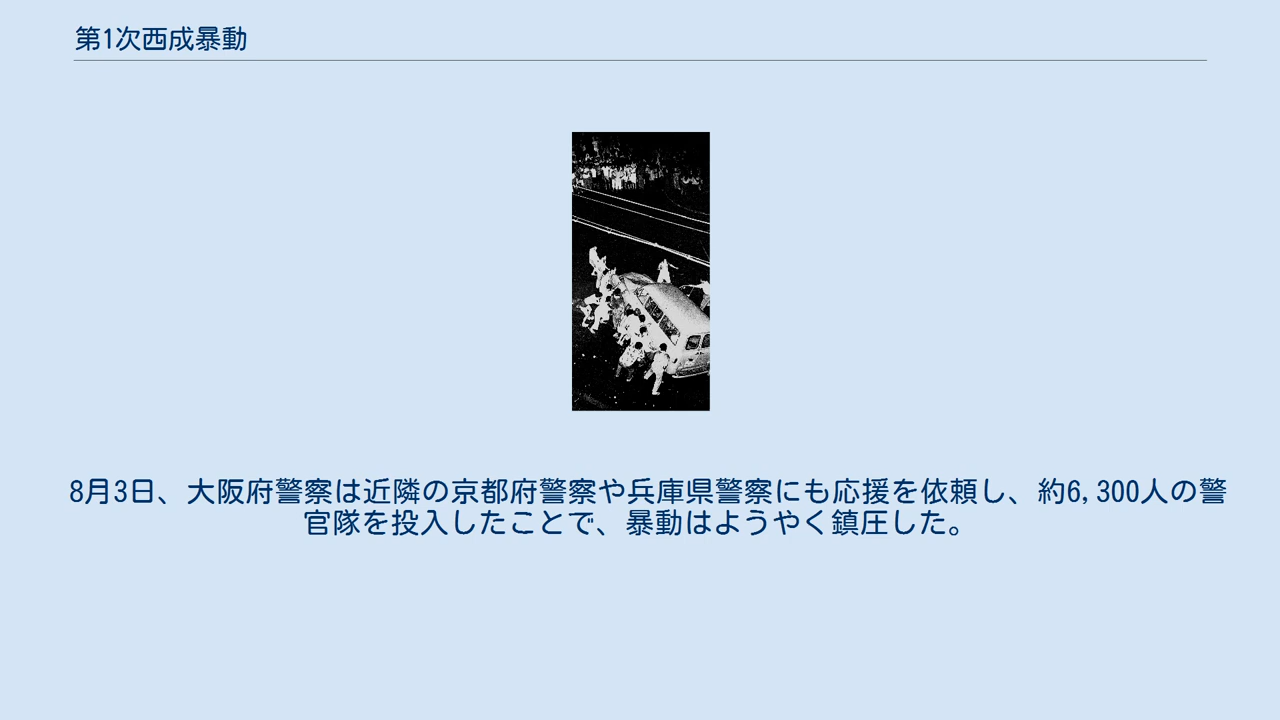 第1次西成暴動
8月3日、大阪府警察は近隣の京都府警察や兵庫県警察にも応援を依頼し、約6,300人の警
官隊を投入したことで、暴動はようやく鎮圧した。